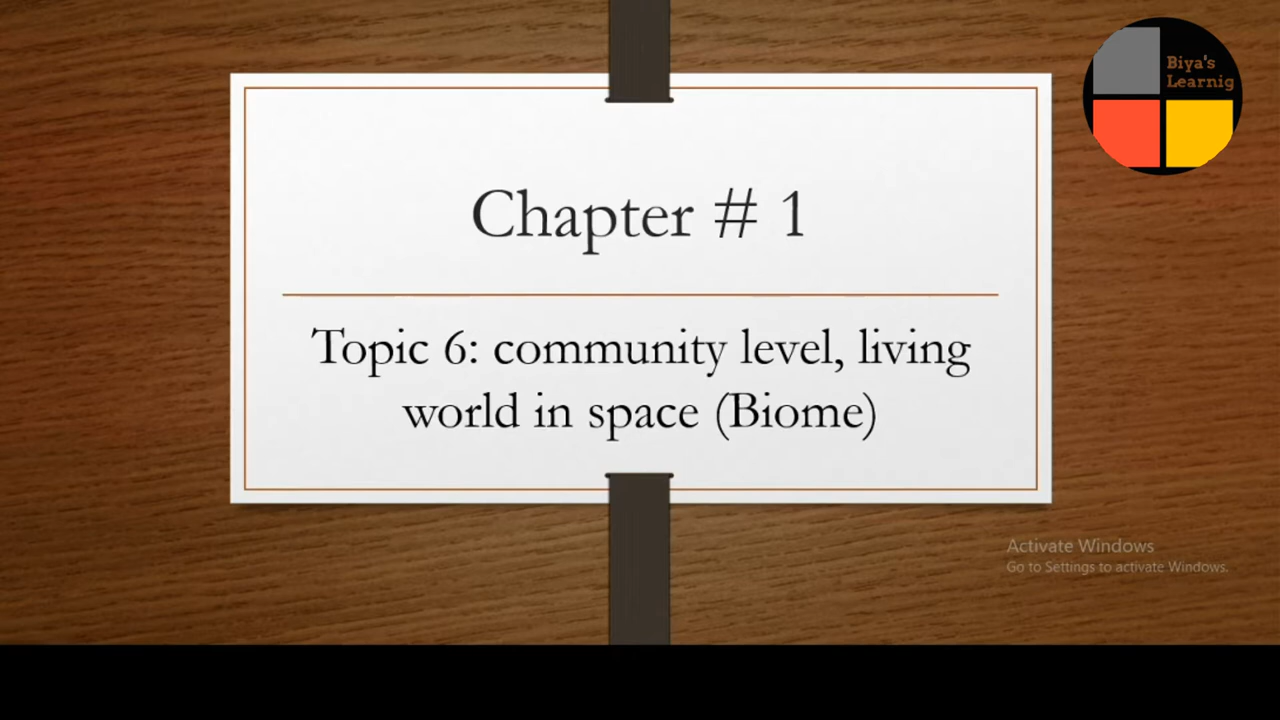 Biya's
Learnig
Chapter # 1
Topic 6: community level, living
world in space (Biome)
Activate Windows
Go to Settings to activate Windows.